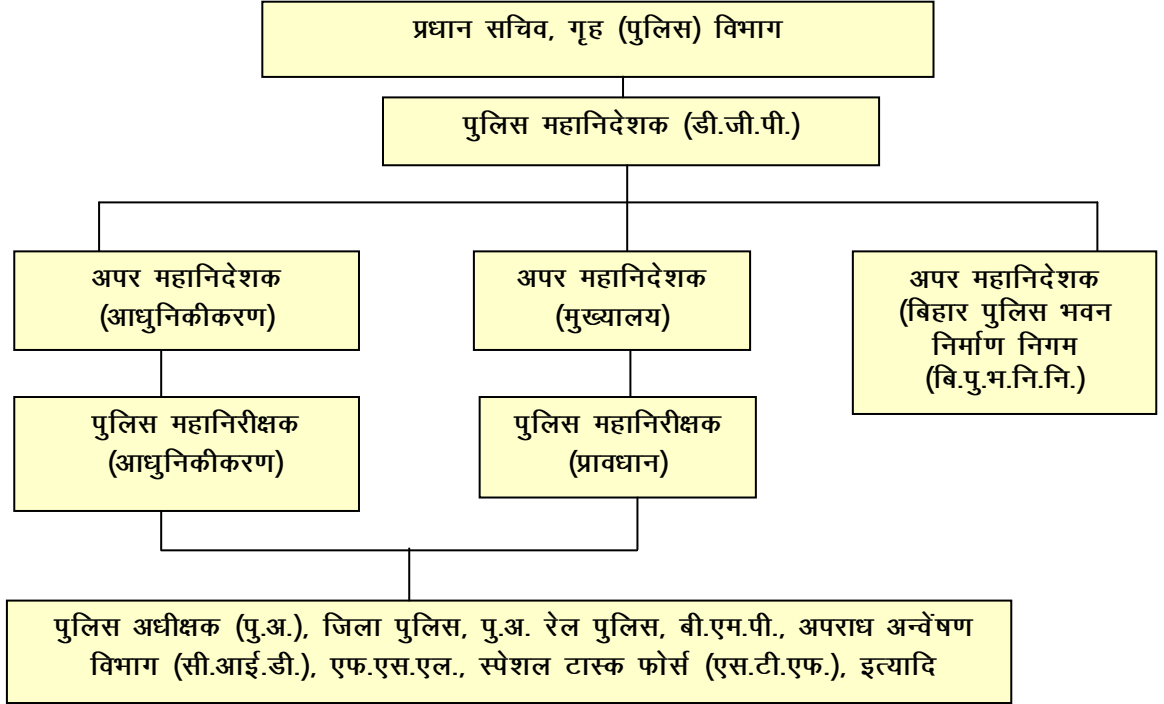 प्रधान सचिव, गृह (पुलिस) विभाग
पुलिस महानिदेशक (डी.जी.पी.)
अपर महानिदेशक
(आधुनिकीकरण)
अपर महानिदेशक
(मुख्यालय)
अपर महानिदेशक
(बिहार पुलिस भवन
निर्माण निगम
(बि.पु.भ.नि.नि.)
पुलिस महानिरीक्षक
(आधुनिकीकरण)
पुलिस महानिरीक्षक
(प्रावधान)
पुलिस अधीक्षक (पु.अ.), जिला पुलिस, पु.अ. रेल पुलिस, बी.एम.पी., अपराध अन्वेंषण
विभाग (सी.आई.डी.), एफ.एस.एल., स्पेशल टास्क फोर्स (एस.टी.एफ.), इत्यादि